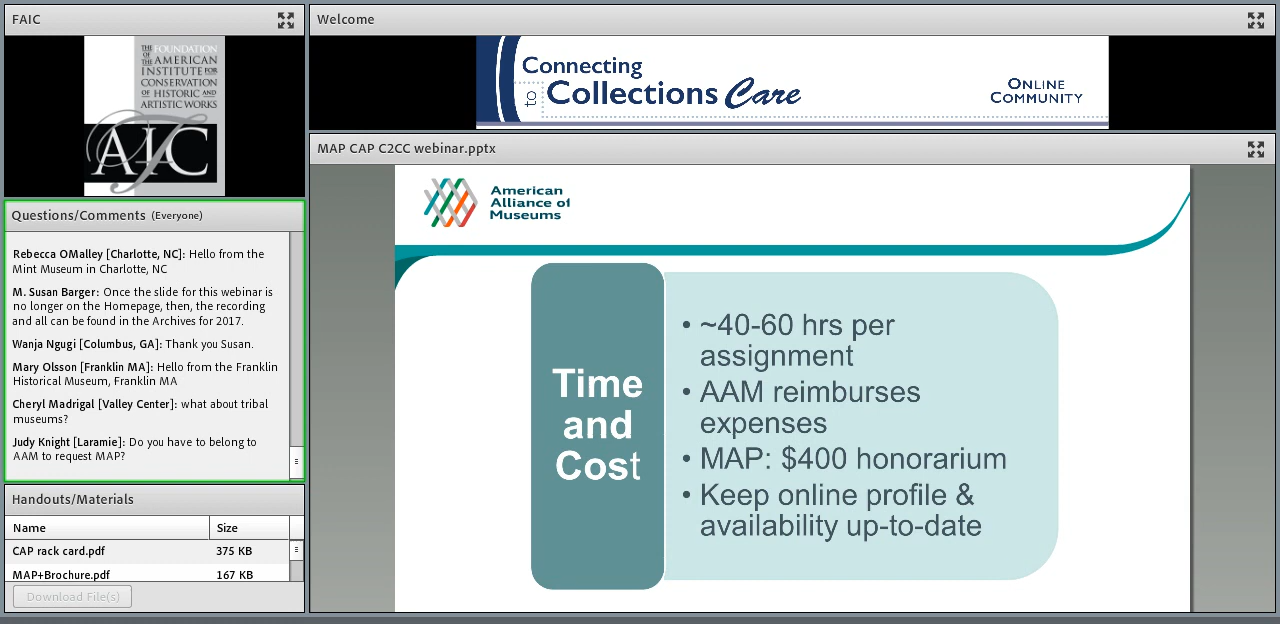 FAIC
THE FOUNDATION
OF THE AMERICAN
INSTITUTE FOR
CONSERVATION
OF HISTORIC AND
ARTISTIC WORKS
AIC
Questions/Comments (Everyone)
Rebecca OMalley [Charlotte, NC]: Hello from the
Mint Museum in Charlotte, NC
M. Susan Barger: Once the slide for this webinar is
no longer on the Homepage, then, the recording
and all can be found in the Archives for 2017.
Wanja Ngugi [Columbus, GA]: Thank you Susan.
Mary Olsson [Franklin MA]: Hello from the Franklin
Historical Museum, Franklin MA
Cheryl Madrigal [Valley Center]: what about tribal
museums?
Judy Knight [Laramie]: Do you have to belong to
AAM to request MAP?
Handouts/Materials
Name Size
CAP rack card.pdf 375 KB
MAP+Brochure.pdf 167 KB
Download File(s)
Welcome
Connecting
to Collections Care
ONLINE
COMMUNITY
MAP CAP C2CC webinar.pptx
American
Alliance of
Museums
Time
and
Cost
• ~40-60 hrs per
assignment
• AAM reimburses
expenses
• MAP: $400 honorarium
• Keep online profile &
availability up-to-date